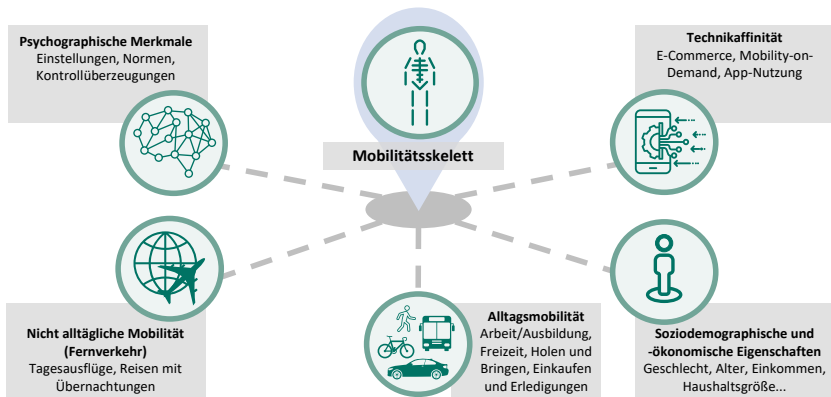 Psychographische Merkmale
Einstellungen, Normen,
Kontrollüberzeugungen
Mobilitätsskelett
Technikaffinität
E-Commerce, Mobility-on-
Demand, App-Nutzung
Nicht alltägliche Mobilität
(Fernverkehr)
Tagesausflüge, Reisen mit
Übernachtungen
Alltagsmobilität
Arbeit/Ausbildung,
Freizeit, Holen und
Bringen, Einkaufen
und Erledigungen
Soziodemographische und
-ökonomische Eigenschaften
Geschlecht, Alter, Einkommen,
Haushaltsgröße...